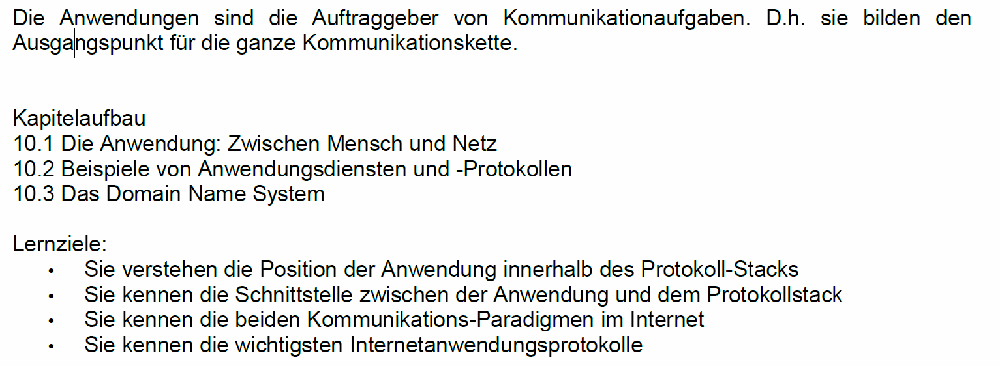 Die Anwendungen sind die Auftraggeber von Kommunikationaufgaben. D.h. sie bilden den
Ausgangspunkt für die ganze Kommunikationskette.
Kapitelaufbau
10.1 Die Anwendung: Zwischen Mensch und Netz
10.2 Beispiele von Anwendungsdiensten und -Protokollen
10.3 Das Domain Name System
Lernziele:
• Sie verstehen die Position der Anwendung innerhalb des Protokoll-Stacks
• Sie kennen die Schnittstelle zwischen der Anwendung und dem Protokollstack
• Sie kennen die beiden Kommunikations-Paradigmen im Internet
• Sie kennen die wichtigsten Internetanwendungsprotokolle